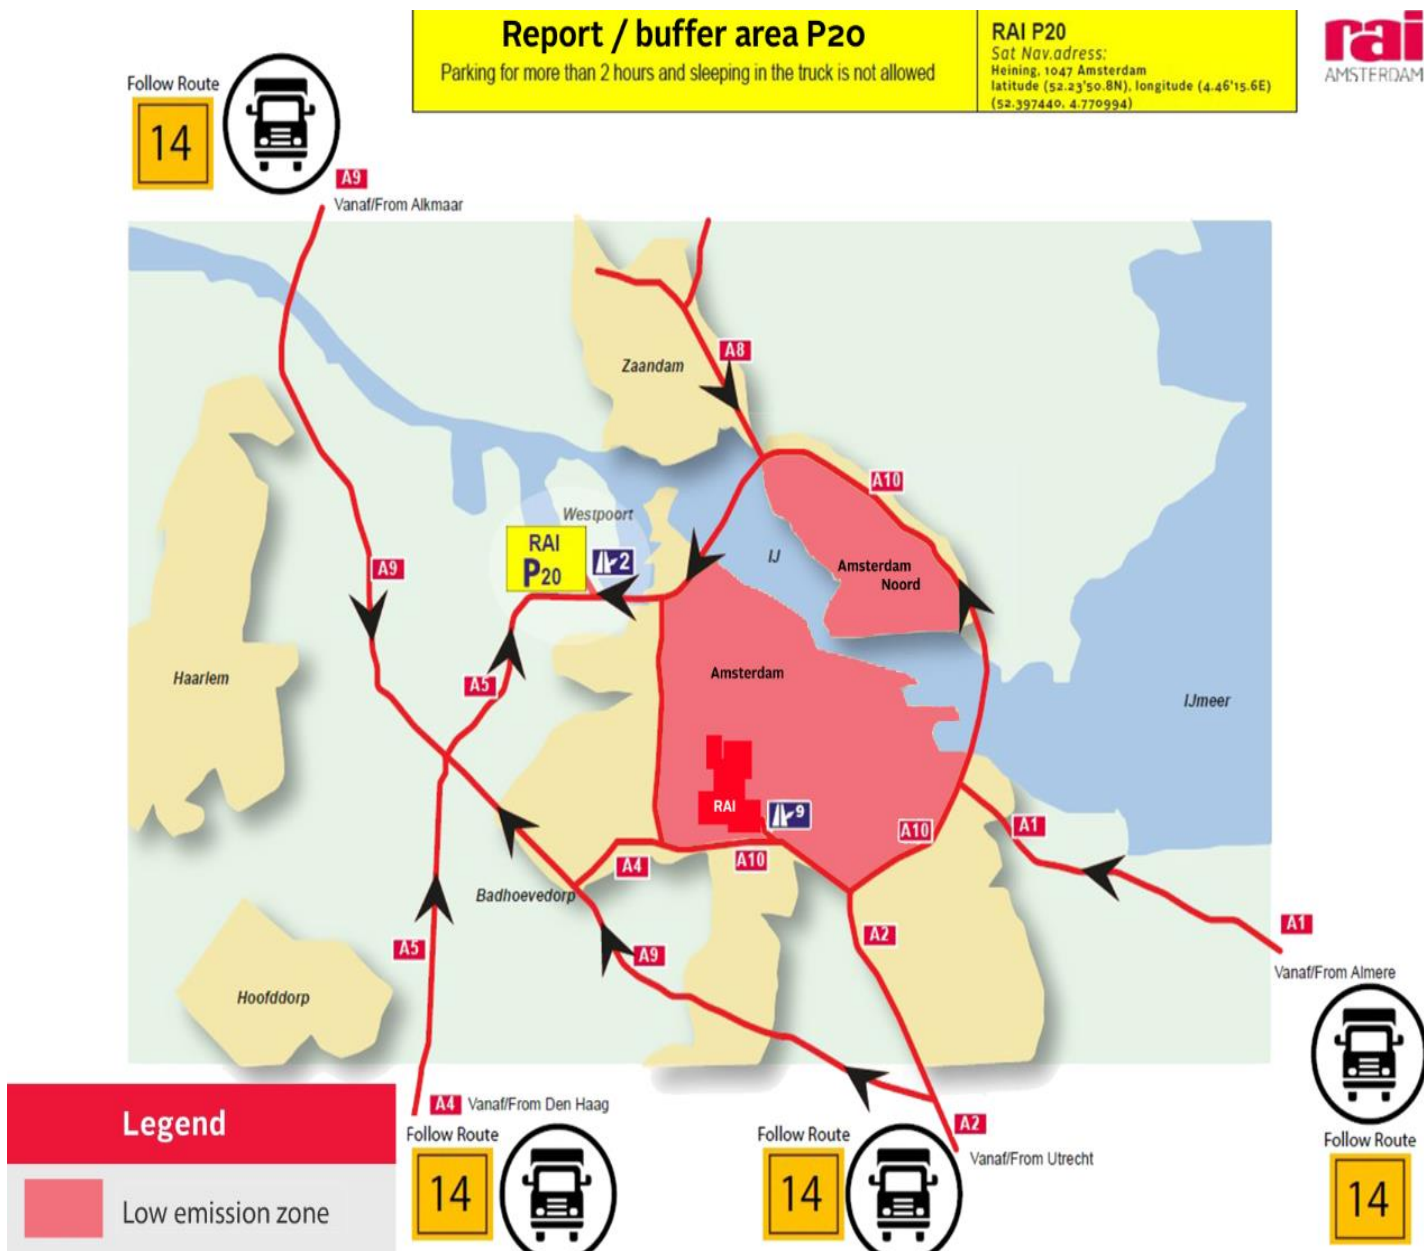 Report / buffer area P20
Parking for more than 2 hours and sleeping in the truck is not allowed
RAI P20
Sat Nav.adress:
Heining, 1047 Amsterdam
latitude (52.23'50.8N), longitude (4.46'15.6E)
(52.397440, 4.770994)
rai
AMSTERDAM
Follow Route
14
A9
Vanaf/From Alkmaar
A8
Zaandam
A10
Westpoort
RAI
P20
2
IJ
Amsterdam
Noord
A9
Haarlem
A5
Amsterdam
IJmeer
RAI
9
A10
A1
A4
A10
Badhoevedorp
A2
A1
A5
A9
Vanaf/From Almere
Hoofddorp
Follow Route
14
A4 Vanaf/From Den Haag
Follow Route
14
A2
Vanaf/From Utrecht
Follow Route
14
Legend
Low emission zone